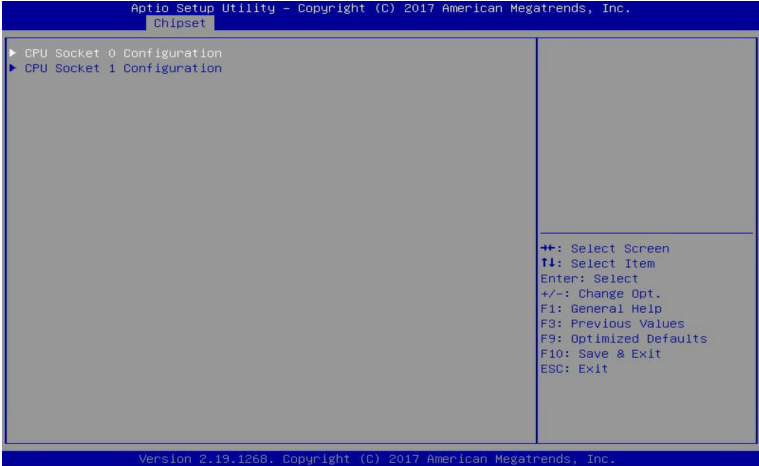 Aptio Setup Utility – Copyright (C) 2017 American Megatrends, Inc.
Chipset
▶ CPU Socket 0 Configuration
▶ CPU Socket 1 Configuration
→←: Select Screen
↑↓: Select Item
Enter: Select
+/-: Change Opt.
F1: General Help
F3: Previous Values
F9: Optimized Defaults
F10: Save & Exit
ESC: Exit
Version 2.19.1268. Copyright (C) 2017 American Megatrends, Inc.